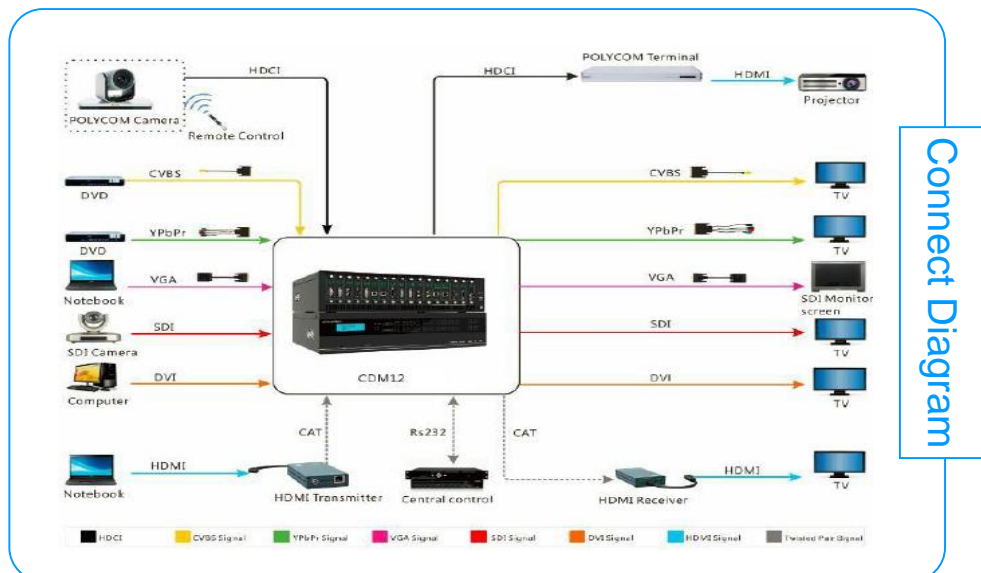 POLYCOM Terminal
HDCI
HDCI
HDMI
Projector
POLYCOM Camera
Remote Control
CVBS
CVBS
DVD
TV
YPbPr
YPbPr
DVD
TV
VGA
VGA
Notebook
SDI Monitor
screen
SDI
SDI
SDI Camera
TV
CDM12
DVI
DVI
Computer
TV
CAT
Rs232
CAT
HDMI
HDMI
Notebook
HDMI Transmitter
Central control
HDMI Receiver
TV
HDCI
CVBS Signal
YPbPr Signal
VGA Signal
SDI Signal
DVI Signal
HDMI Signal
Twisted Pair Signal
Connect Diagram